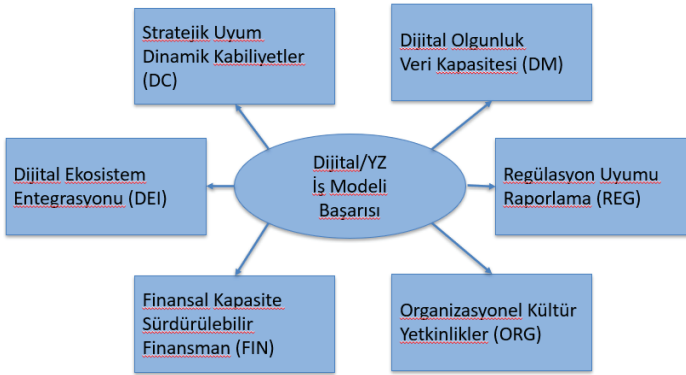 Stratejik Uyum
Dinamik Kabiliyetler
(DC)
Dijital Olgunluk
Veri Kapasitesi (DM)
Dijital Ekosistem
Entegrasyonu (DEI)
Dijital/YZ
İş Modeli
Başarısı
Regülasyon Uyumu
Raporlama (REG)
Finansal Kapasite
Sürdürülebilir
Finansman (FIN)
Organizasyonel Kültür
Yetkinlikler (ORG)